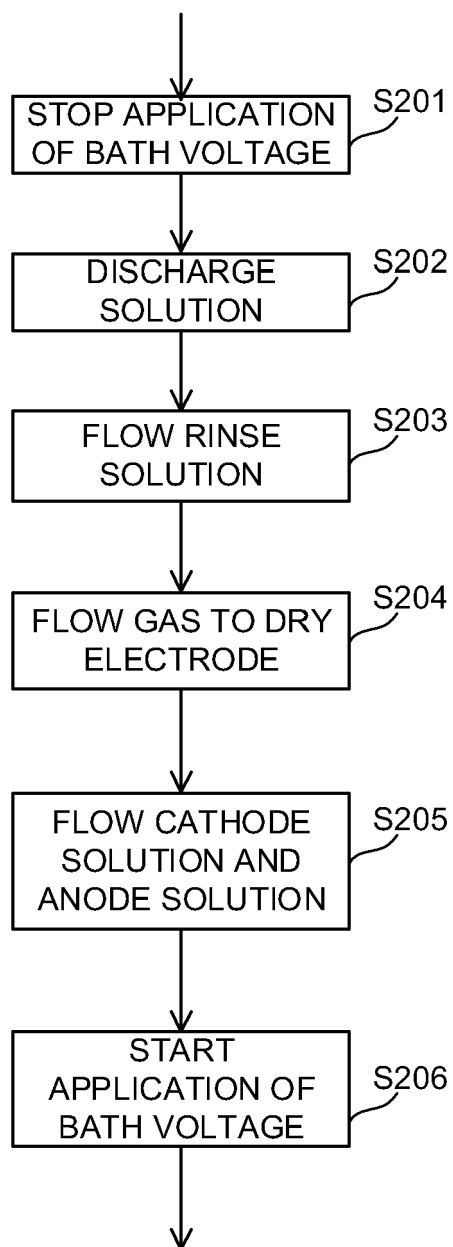 S201
STOP APPLICATION
OF BATH VOLTAGE
S202
DISCHARGE
SOLUTION
S203
FLOW RINSE
SOLUTION
S204
FLOW GAS TO DRY
ELECTRODE
S205
FLOW CATHODE
SOLUTION AND
ANODE SOLUTION
S206
START
APPLICATION OF
BATH VOLTAGE